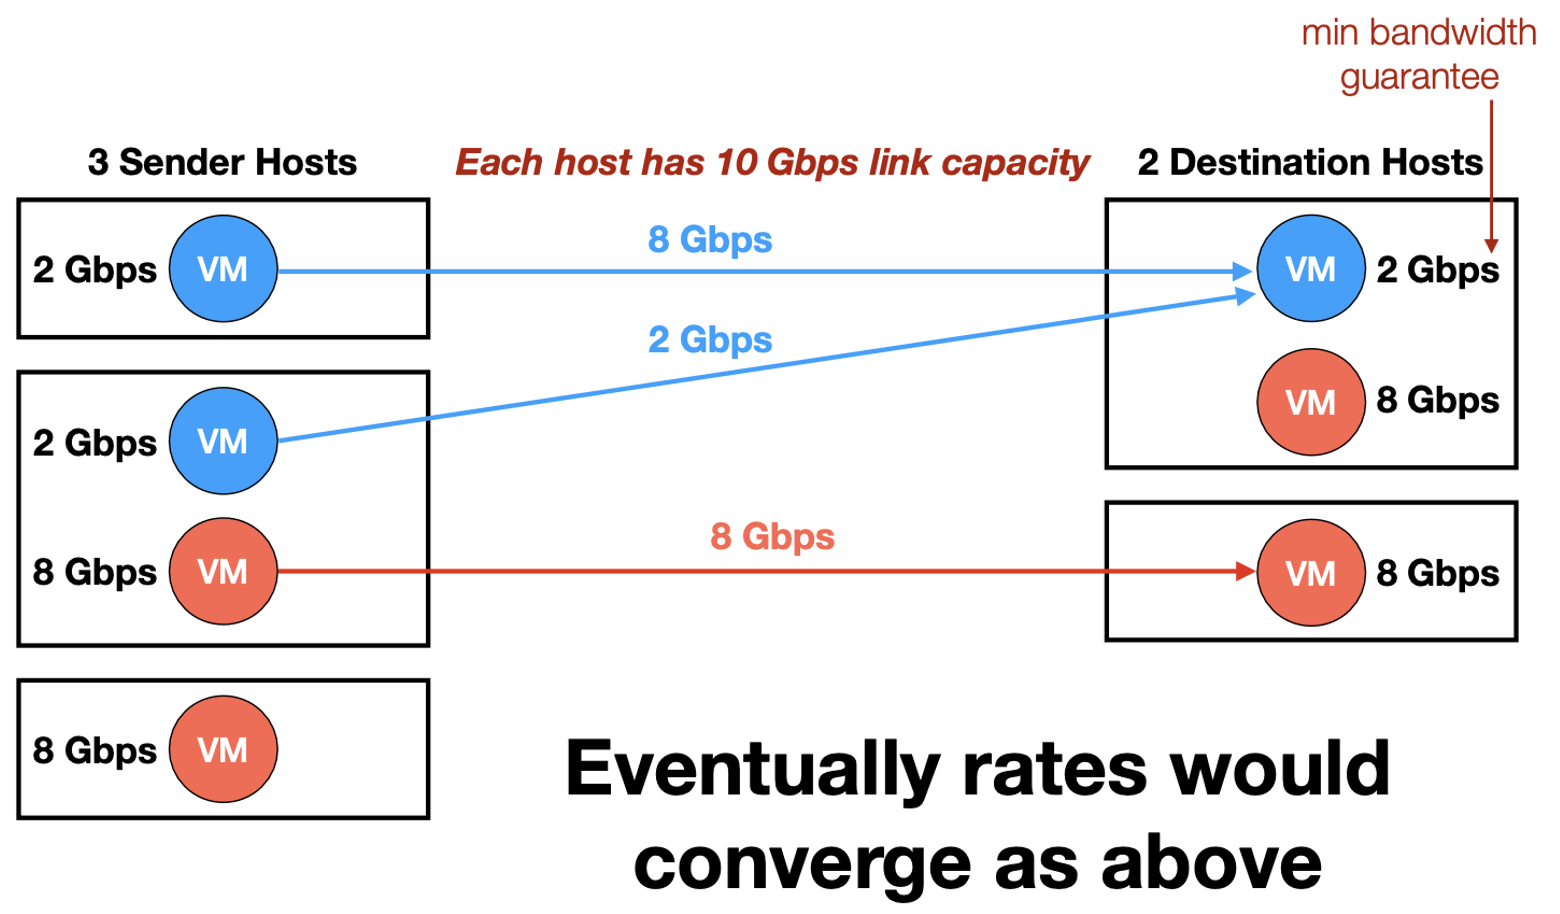 min bandwidth
guarantee
3 Sender Hosts
Each host has 10 Gbps link capacity
2 Destination Hosts
2 Gbps VM
8 Gbps
VM 2 Gbps
2 Gbps
VM 8 Gbps
2 Gbps VM
8 Gbps
8 Gbps VM
VM 8 Gbps
8 Gbps VM
Eventually rates would
converge as above